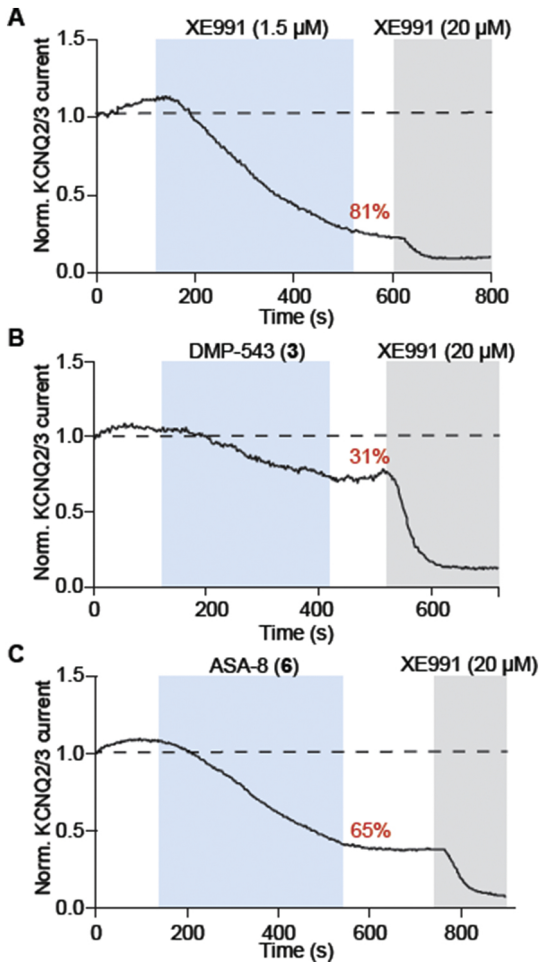 A
XE991 (1.5 µM) XE991 (20 µM)
Norm. KCNQ2/3 current
1.5
1.0
0.5
0.0
81%
0 200 400 600 800
Time (s)
B
DMP-543 (3) XE991 (20 µM)
Norm. KCNQ2/3 current
1.5
1.0
0.5
0.0
31%
0 200 400 600
Time (s)
C
ASA-8 (6) XE991 (20 µM)
Norm. KCNQ2/3 current
1.5
1.0
0.5
0.0
65%
0 200 400 600 800
Time (s)